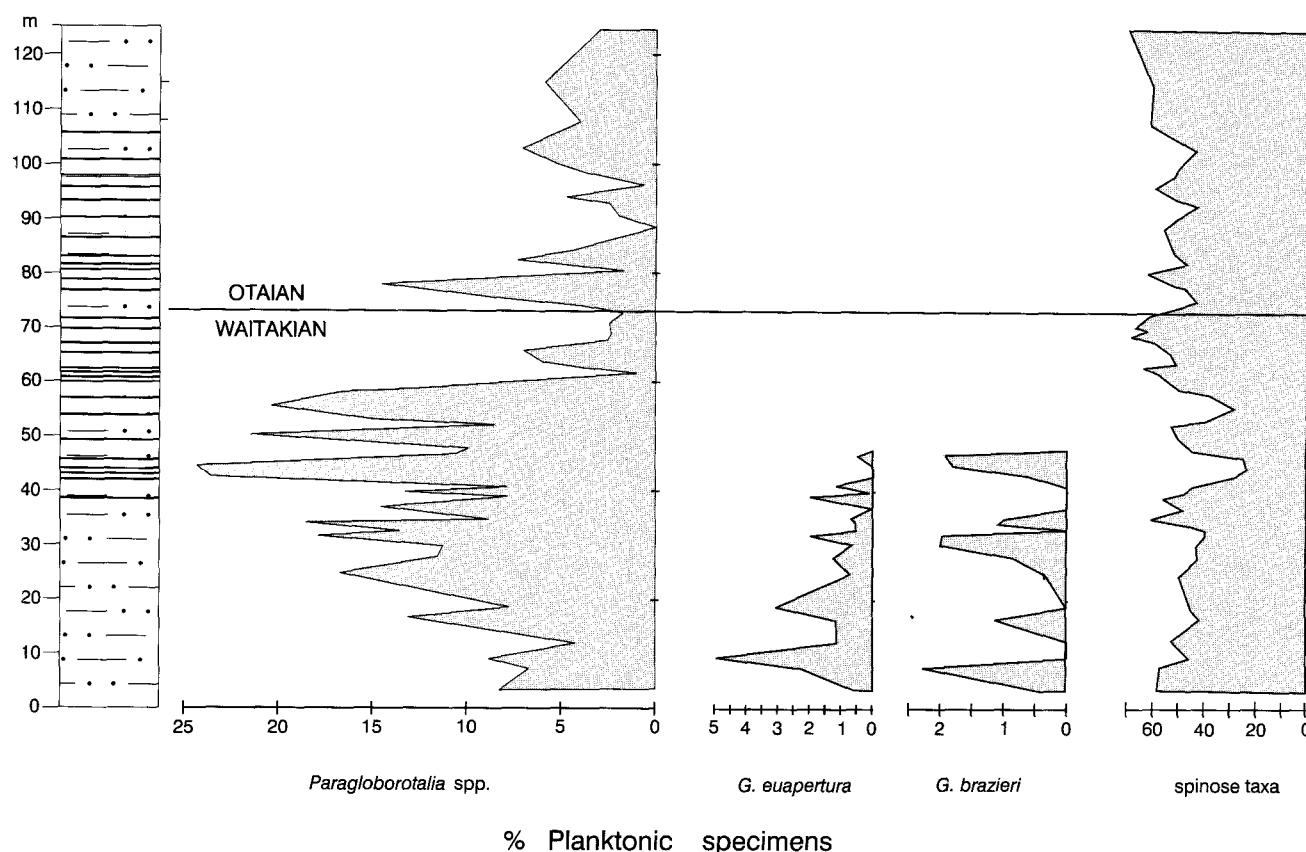 m
120
110
100
90
80
70
60
50
40
30
20
10
0
OTAIAN
WAITAKIAN
25 20 15 10 5 0
5 4 3 2 1 0
2 1 0
60 40 20 0
Paragloborotalia spp.
G. euapertura
G. brazieri
spinose taxa
% Planktonic specimens